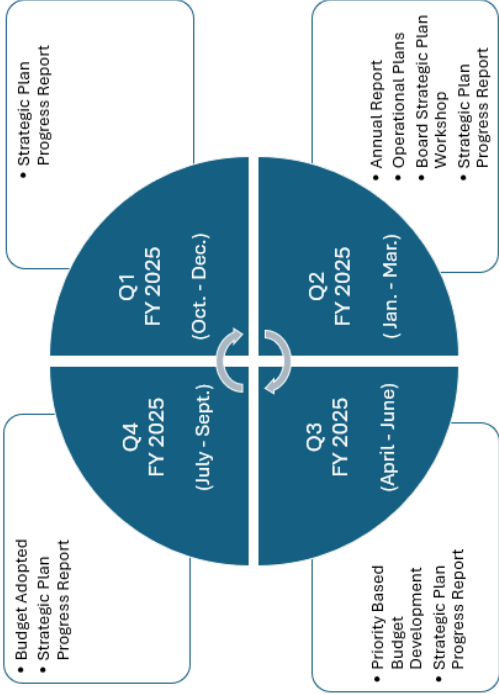 • Priority Based
Budget
Development
• Strategic Plan
Progress Report
• Budget Adopted
• Strategic Plan
Progress Report
Q3
FY 2025
(April - June)
Q4
FY 2025
(July - Sept.)
Q2
FY 2025
(Jan. - Mar.)
Q1
FY 2025
(Oct. - Dec.)
• Annual Report
• Operational Plans
• Board Strategic Plan
Workshop
• Strategic Plan
Progress Report
• Strategic Plan
Progress Report